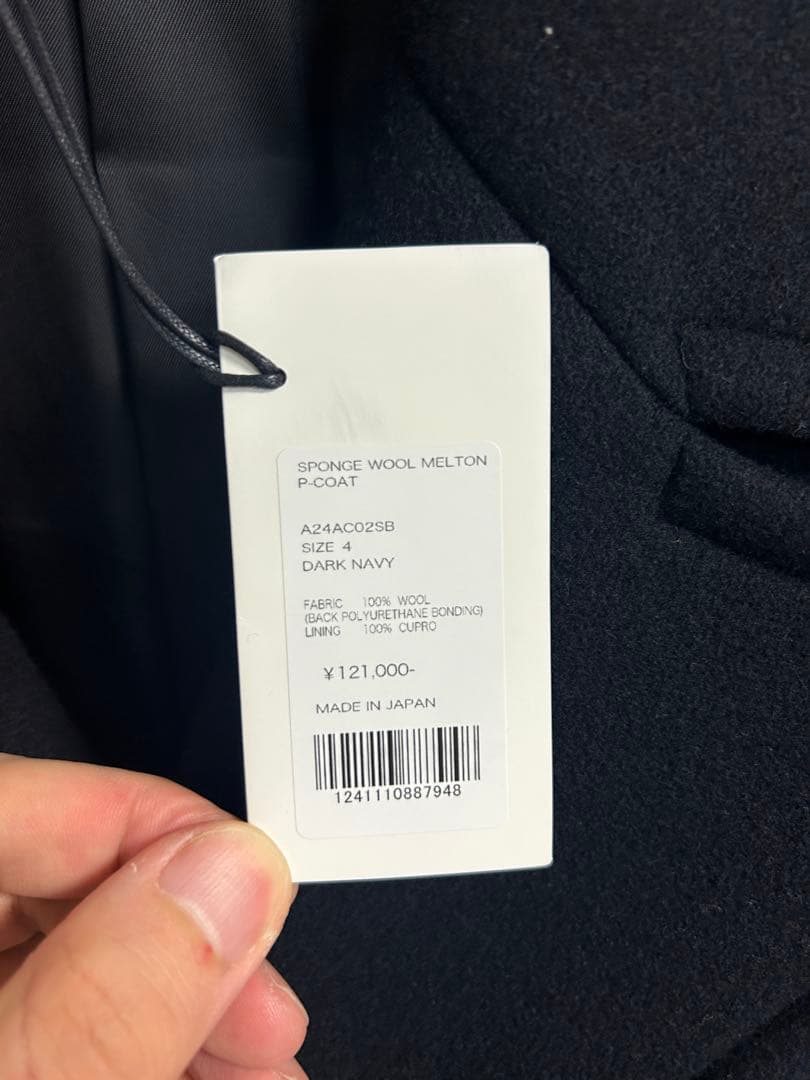 SPONGE WOOL MELTON
P-COAT
A24AC02SB
SIZE 4
DARK NAVY
FABRIC 100% WOOL
(BACK POLYURETHANE BONDING)
LINING 100% CUPRO
¥121,000-
MADE IN JAPAN
1241110887948